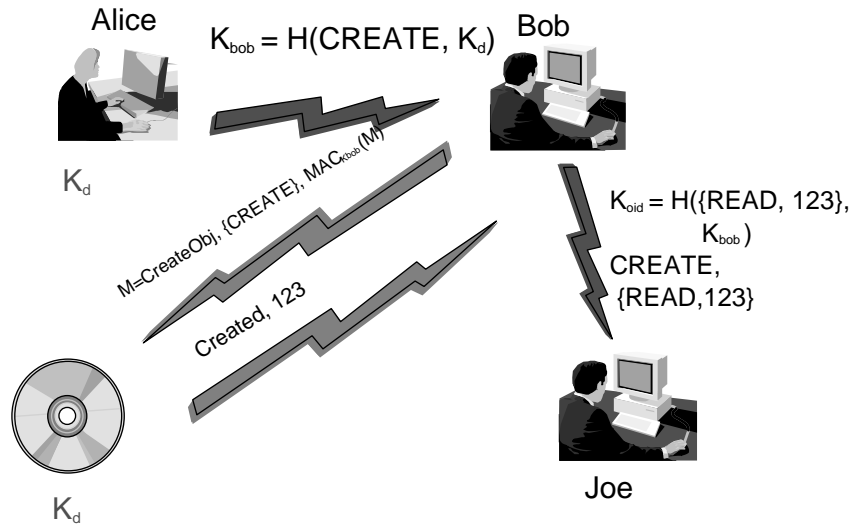 Alice
K_bob = H(CREATE, K_d)
Bob
K_d
M=CreateObj, {CREATE}, MAC_Kbob(M)
K_oid = H({READ, 123},
K_bob)
CREATE,
{READ,123}
Created, 123
K_d
Joe